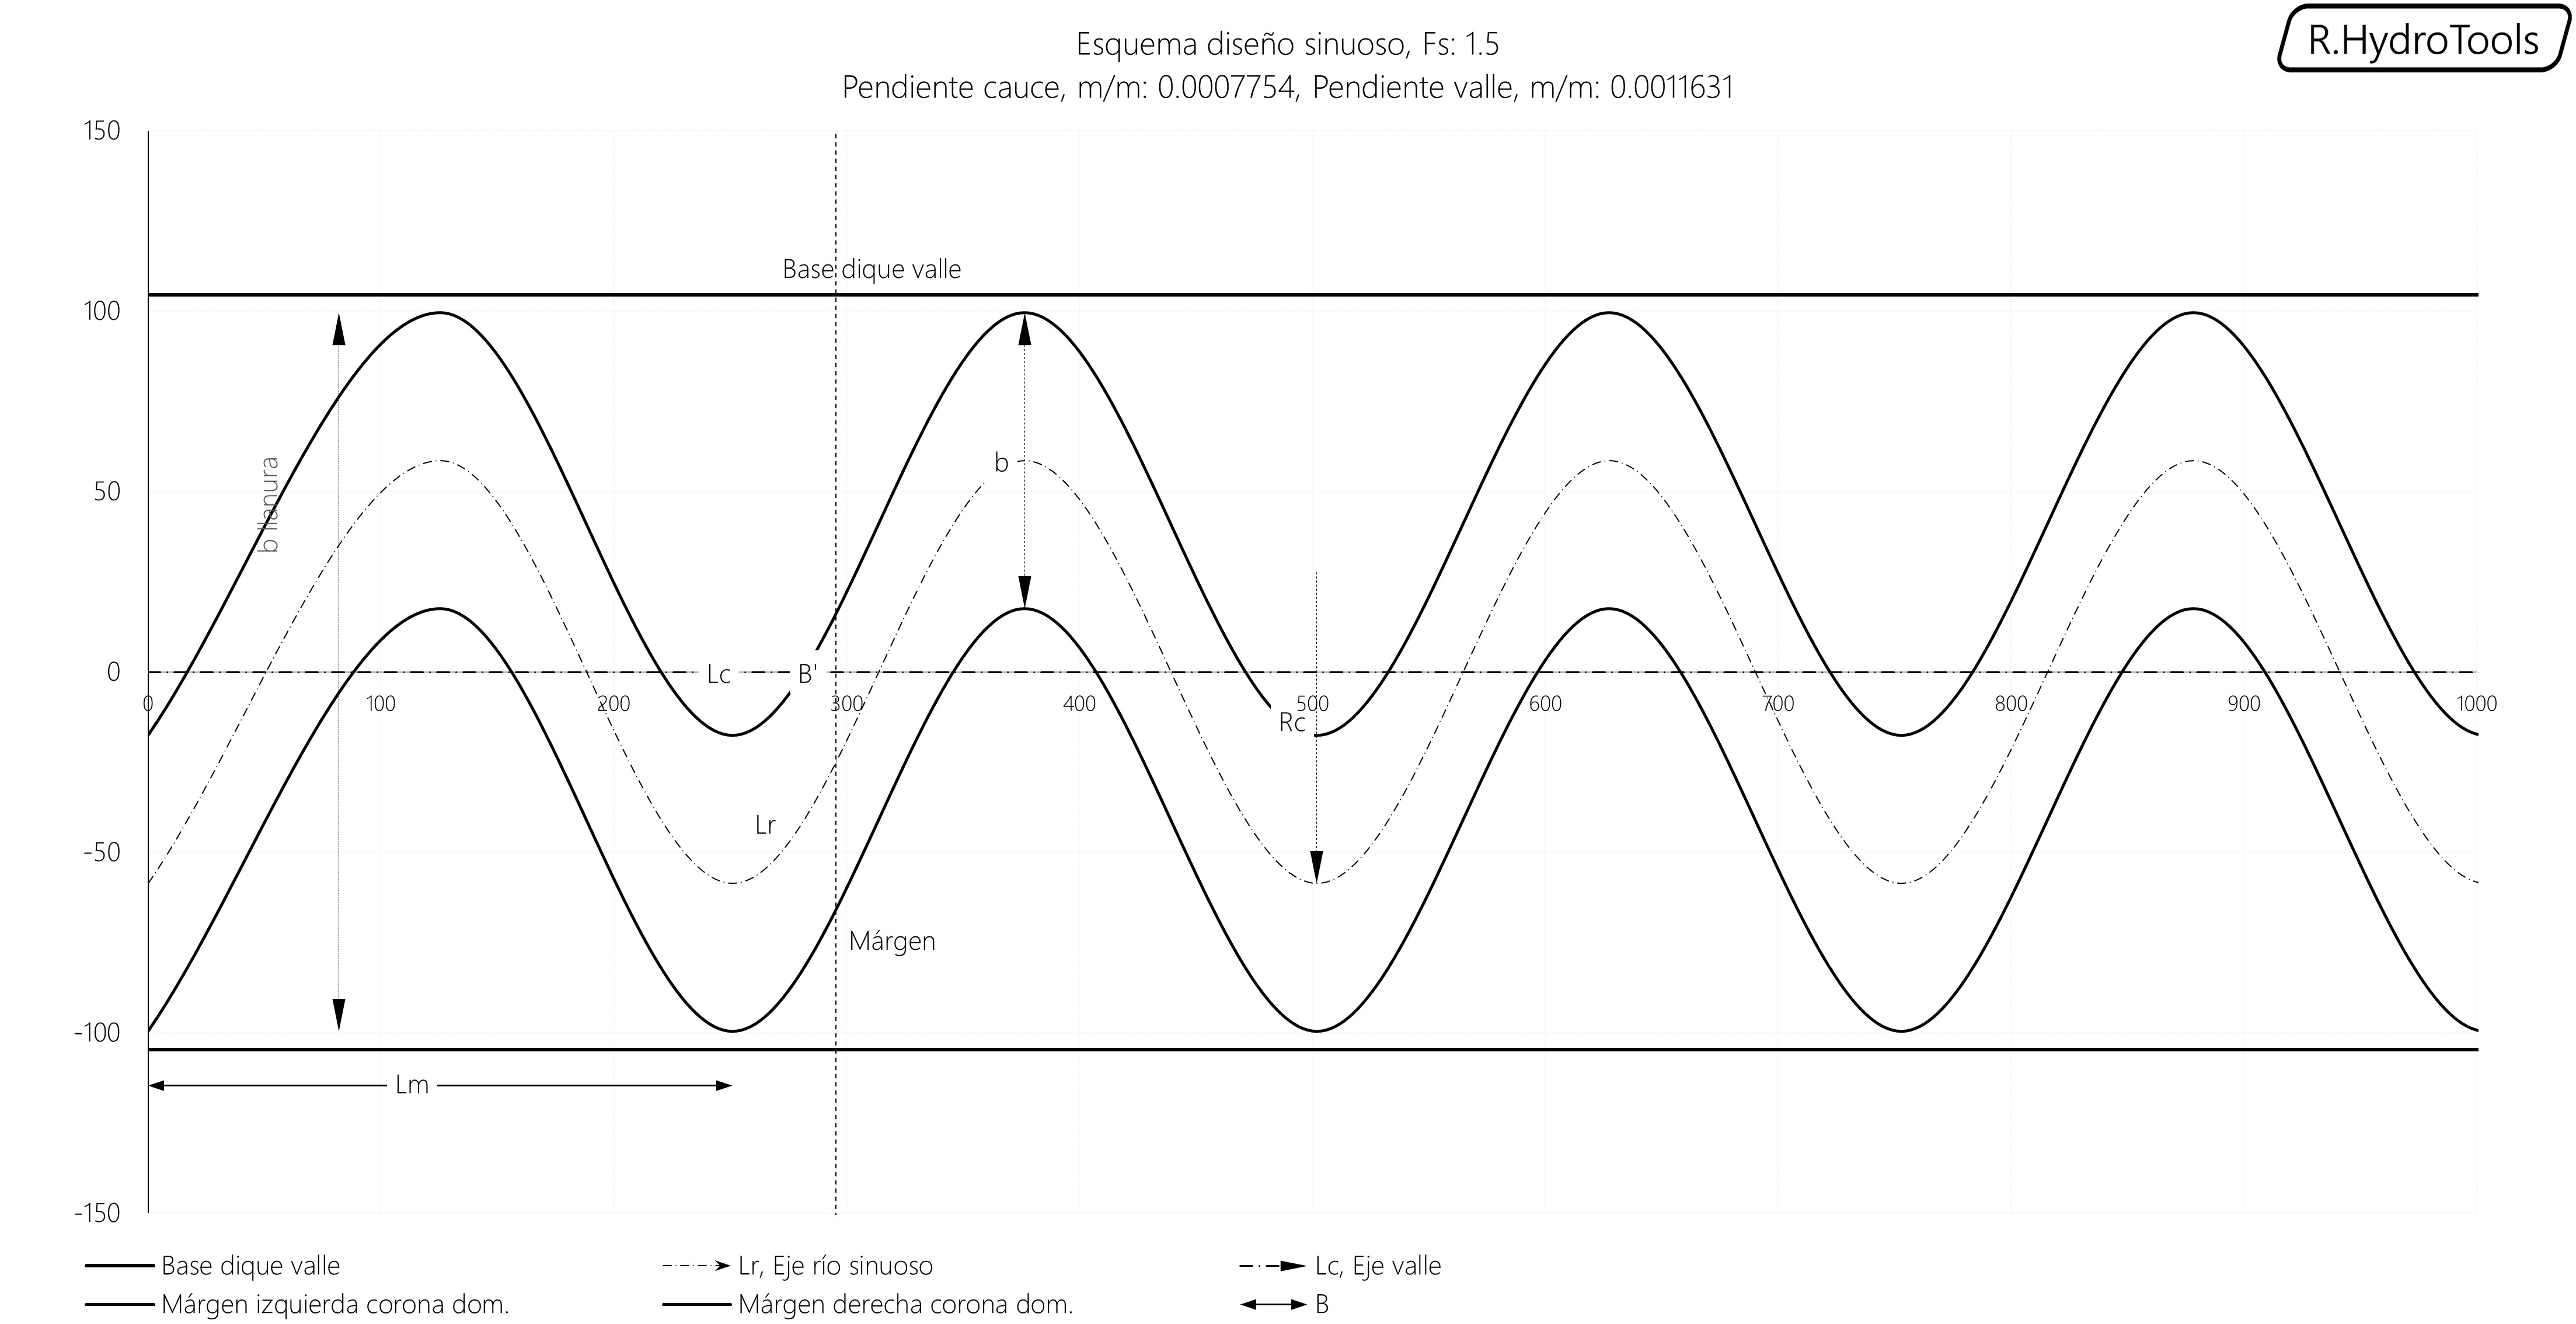 R.HydroTools
Esquema diseño sinuoso, Fs: 1.5
Pendiente cauce, m/m: 0.0007754, Pendiente valle, m/m: 0.0011631
150
Base dique valle
100
b llanura
b
50
0
Lc
B'
0 100 200 300 400 500 600 700 800 900 1000
Rc
Lr
-50
Márgen
-100
Lm
-150
Base dique valle
Lr, Eje río sinuoso
Lc, Eje valle
Márgen izquierda corona dom.
Márgen derecha corona dom.
B